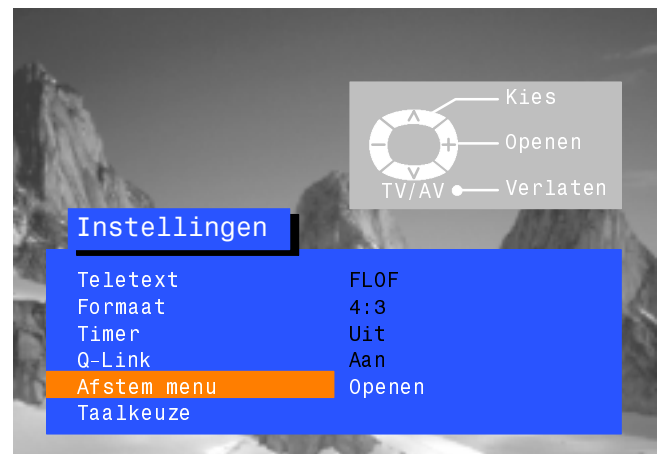 Kies
Openen
TV/AV Verlaten
Instellingen
Teletext FLOF
Formaat 4:3
Timer Uit
Q-Link Aan
Afstem menu Openen
Taalkeuze